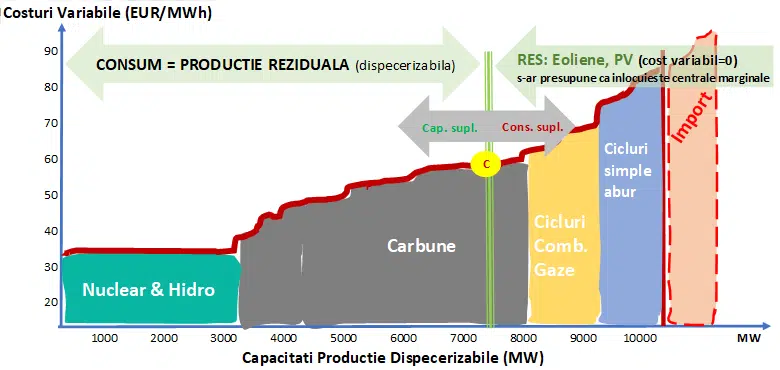 Costuri Variabile (EUR/MWh)
90
80
70
60
50
40
30
20
CONSUM = PRODUCTIE REZIDUALA (dispecerizabila)
RES: Eoliene, PV (cost variabil=0)
s-ar presupune ca inlocuieste centrale marginale
Cap. supl.
Cons. supl.
C
Import
Cicluri
simple
abur
Cicluri
Comb.
Gaze
Carbune
Nuclear & Hidro
1000 2000 3000 4000 5000 6000 7000 8000 9000 10000 MW
Capacitati Productie Dispecerizabile (MW)